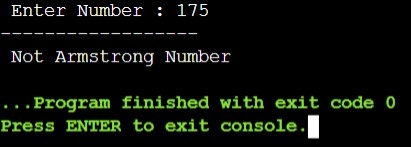 Enter Number : 175
-------------------
Not Armstrong Number
...Program finished with exit code 0
Press ENTER to exit console.